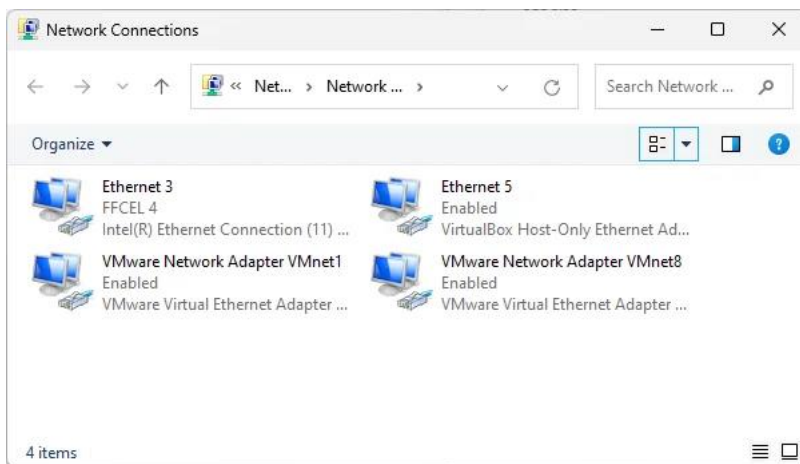 Network Connections
« Net... › Network ... ›
Search Network ...
Organize
Ethernet 3
FFCEL 4
Intel(R) Ethernet Connection (11) ...
Ethernet 5
Enabled
VirtualBox Host-Only Ethernet Ad...
VMware Network Adapter VMnet1
Enabled
VMware Virtual Ethernet Adapter ...
VMware Network Adapter VMnet8
Enabled
VMware Virtual Ethernet Adapter ...
4 items